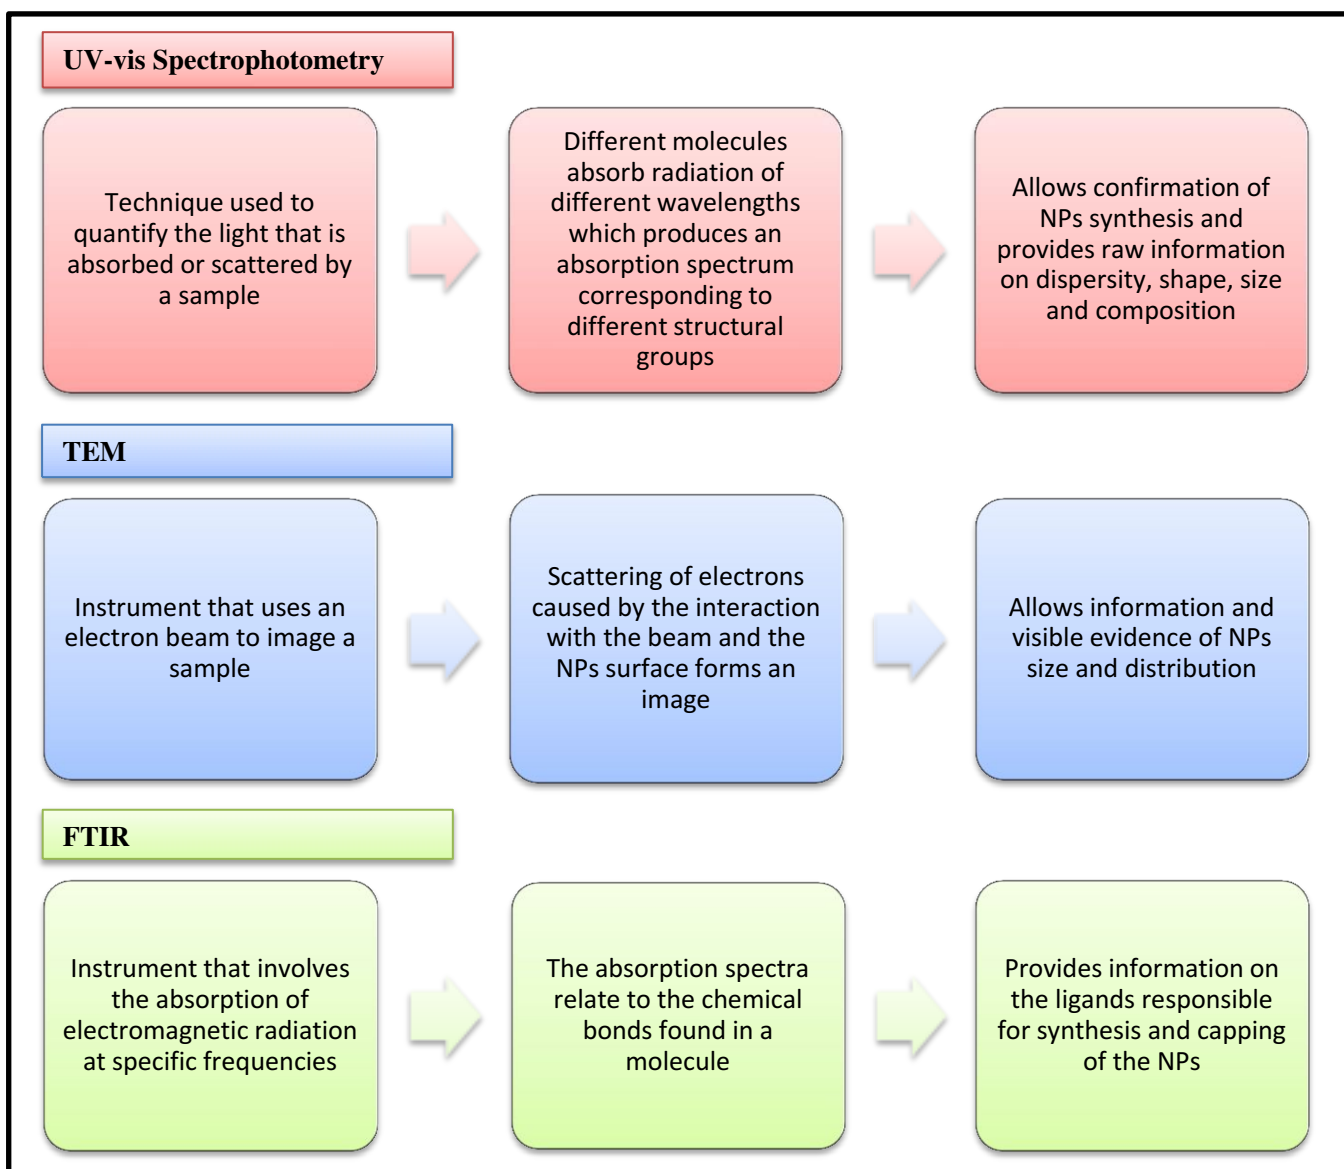 UV-vis Spectrophotometry
Technique used to
quantify the light that is
absorbed or scattered by
a sample
Different molecules
absorb radiation of
different wavelengths
which produces an
absorption spectrum
corresponding to
different structural
groups
Allows confirmation of
NPs synthesis and
provides raw information
on dispersity, shape, size
and composition
TEM
Instrument that uses an
electron beam to image a
sample
Scattering of electrons
caused by the interaction
with the beam and the
NPs surface forms an
image
Allows information and
visible evidence of NPs
size and distribution
FTIR
Instrument that involves
the absorption of
electromagnetic radiation
at specific frequencies
The absorption spectra
relate to the chemical
bonds found in a
molecule
Provides information on
the ligands responsible
for synthesis and capping
of the NPs